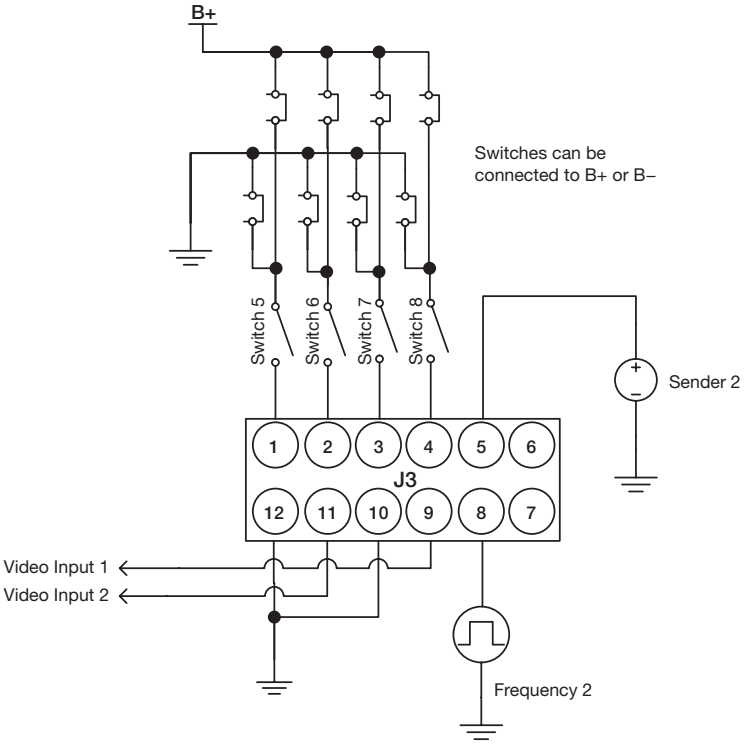 B+
Switches can be
connected to B+ or B–
Switch 5
Switch 6
Switch 7
Switch 8
+
–
Sender 2
1
2
3
4
5
6
J3
12
11
10
9
8
7
Video Input 1
Video Input 2
Frequency 2